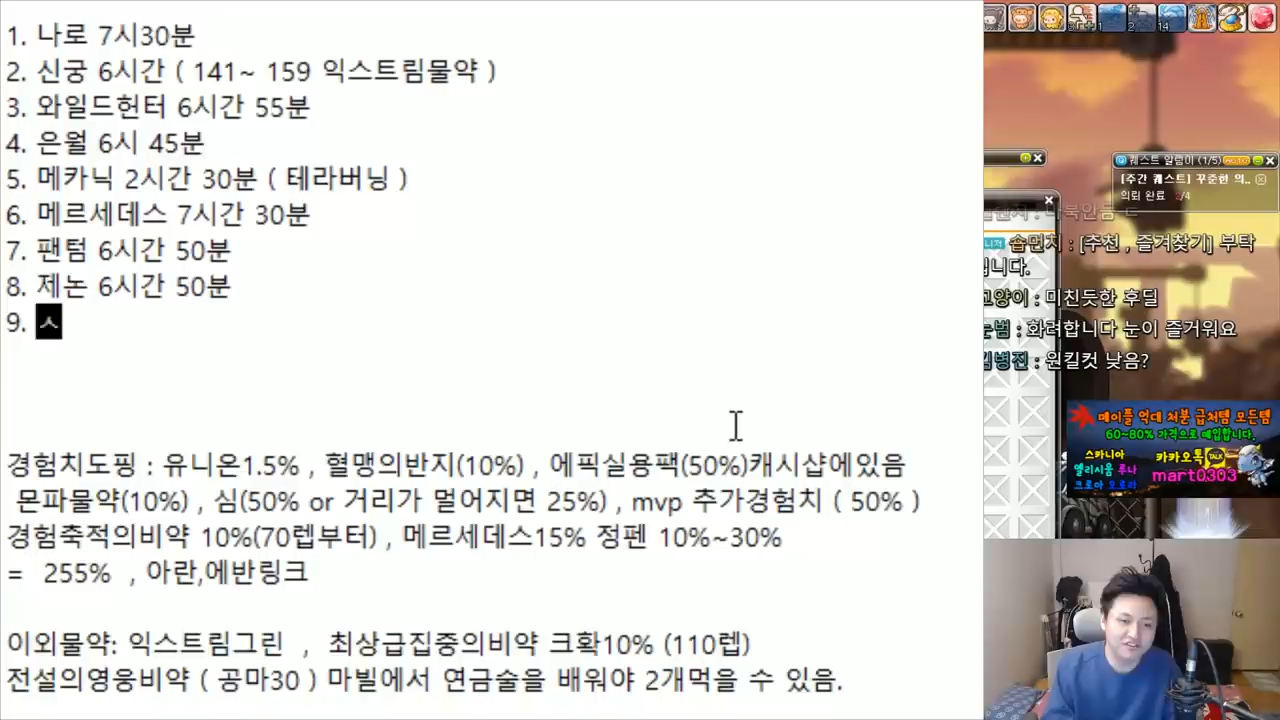 1. 나로 7시30분
2. 신궁 6시간 ( 141~ 159 익스트림물약 )
3. 와일드헌터 6시간 55분
4. 은월 6시 45분
5. 메카닉 2시간 30분 ( 테라버닝 )
6. 메르세데스 7시간 30분
7. 팬텀 6시간 50분
8. 제논 6시간 50분
9. ㅅ
경험치도핑 : 유니온1.5% , 혈맹의반지(10%) , 에픽실용팩(50%)캐시샵에있음
몬파물약(10%) , 심(50% or 거리가 멀어지면 25%) , mvp 추가경험치 ( 50% )
경험축적의비약 10%(70렙부터) , 메르세데스15% 정펜 10%~30%
= 255% , 아란,에반링크
이외물약: 익스트림그린 , 최상급집중의비약 크확10% (110렙)
전설의영웅비약 ( 공마30 ) 마빌에서 연금술을 배워야 2개먹을 수 있음.
퀘스트 알림이 (1/5)
[주간 퀘스트] 꾸준한 의..
의뢰 완료 /4
: [추천 , 즐겨찾기] 부탁
립니다.
고양이 : 미친듯한 후딜
눈범 : 화려합니다 눈이 즐거워요
김병진 : 원킬컷 낮음?
메이플 억대 처분 급처템 모든템
60~80% 가격으로 매입합니다.
스카니아
엘리시움 루나
크로아 오로라
카카오톡 TALK
mart0303